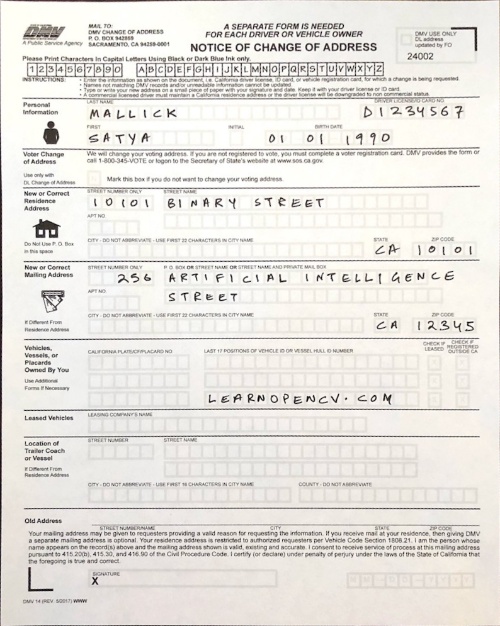 DMV
A Public Service Agency
MAIL TO:
DMV CHANGE OF ADDRESS
P. O. BOX 942859
SACRAMENTO, CA 94269-0001
A SEPARATE FORM IS NEEDED
FOR EACH DRIVER OR VEHICLE OWNER
NOTICE OF CHANGE OF ADDRESS
DMV USE ONLY
DL address
updated by FO
24002
Please Print Characters In Capital Letters Using Black or Dark Blue Ink only.
1234567890 ABCDEFGHIJKLMNOPQRSTUVWXYZ
INSTRUCTIONS:
• Enter the information as shown on the document, i.e. California driver license, ID card, or vehicle registration card, for which a change is being requested.
• Names not matching DMV records and/or unreadable information cannot be updated.
• Type or write your new address on a small piece of paper with your signature and date. Keep it with your driver license or ID card.
• A commercial licensed driver must maintain a California residence address or the driver license will be downgraded to non commercial status.
Personal
Information
LAST NAME
DRIVER LICENSE/ID CARD NO.
MALLICK D1234567
FIRST INITIAL BIRTH DATE
SATYA 01 01 1990
Voter Change
of Address
We will change your voting address. If you are not registered to vote, you must complete a voter registration card. DMV provides the form or
call 1-800-345-VOTE or logon to the Secretary of State's website at www.sos.ca.gov.
Use only with
DL Change of Address
Mark this box if you do not want to change your voting address.
New or Correct
Residence
Address
STREET NUMBER ONLY STREET NAME
10101 BINARY STREET
APT NO.
Do Not Use P. O. Box
in this space
CITY - DO NOT ABBREVIATE - USE FIRST 22 CHARACTERS IN CITY NAME STATE ZIP CODE
CA 10101
New or Correct
Mailing Address
STREET NUMBER ONLY P. O. BOX OR STREET NAME OR STREET NAME AND PRIVATE MAIL BOX
256 ARTIFICIAL INTELLIGENCE
APT NO.
STREET
If Different From
Residence Address
CITY - DO NOT ABBREVIATE - USE FIRST 22 CHARACTERS IN CITY NAME STATE ZIP CODE
CA 12345
Vehicles,
Vessels, or
Placards
Owned By You
Use Additional
Forms If Necessary
CALIFORNIA PLATE/CF/PLACARD NO. LAST 17 POSITIONS OF VEHICLE ID OR VESSEL HULL ID NUMBER
CHECK IF
LEASED
CHECK IF
REGISTERED
OUTSIDE CA
LEARNOPENCV.COM
Leased Vehicles
LEASING COMPANY'S NAME
Location of
Trailer Coach
or Vessel
If Different From
Residence Address
STREET NUMBER STREET NAME
CITY - DO NOT ABBREVIATE - USE FIRST 16 CHARACTERS IN CITY NAME COUNTY - DO NOT ABBREVIATE
Old Address
STREET NUMBER/NAME CITY STATE ZIP CODE
Your mailing address may be given to requesters providing a valid reason for requesting the information. If you receive mail at your residence, then giving DMV
a separate mailing address is optional. Your residence address is restricted to authorized requesters per Vehicle Code Section 1808.21. I am the person whose
name appears on the record(s) above and the mailing address shown is valid, existing and accurate. I consent to receive service of process at this mailing address
pursuant to 415.20(b), 415.30, and 416.90 of the Civil Procedure Code. I certify (or declare) under penalty of perjury under the laws of the State of California that
the foregoing is true and correct.
SIGNATURE
X
DMV 14 (REV. 8/2017) WWW